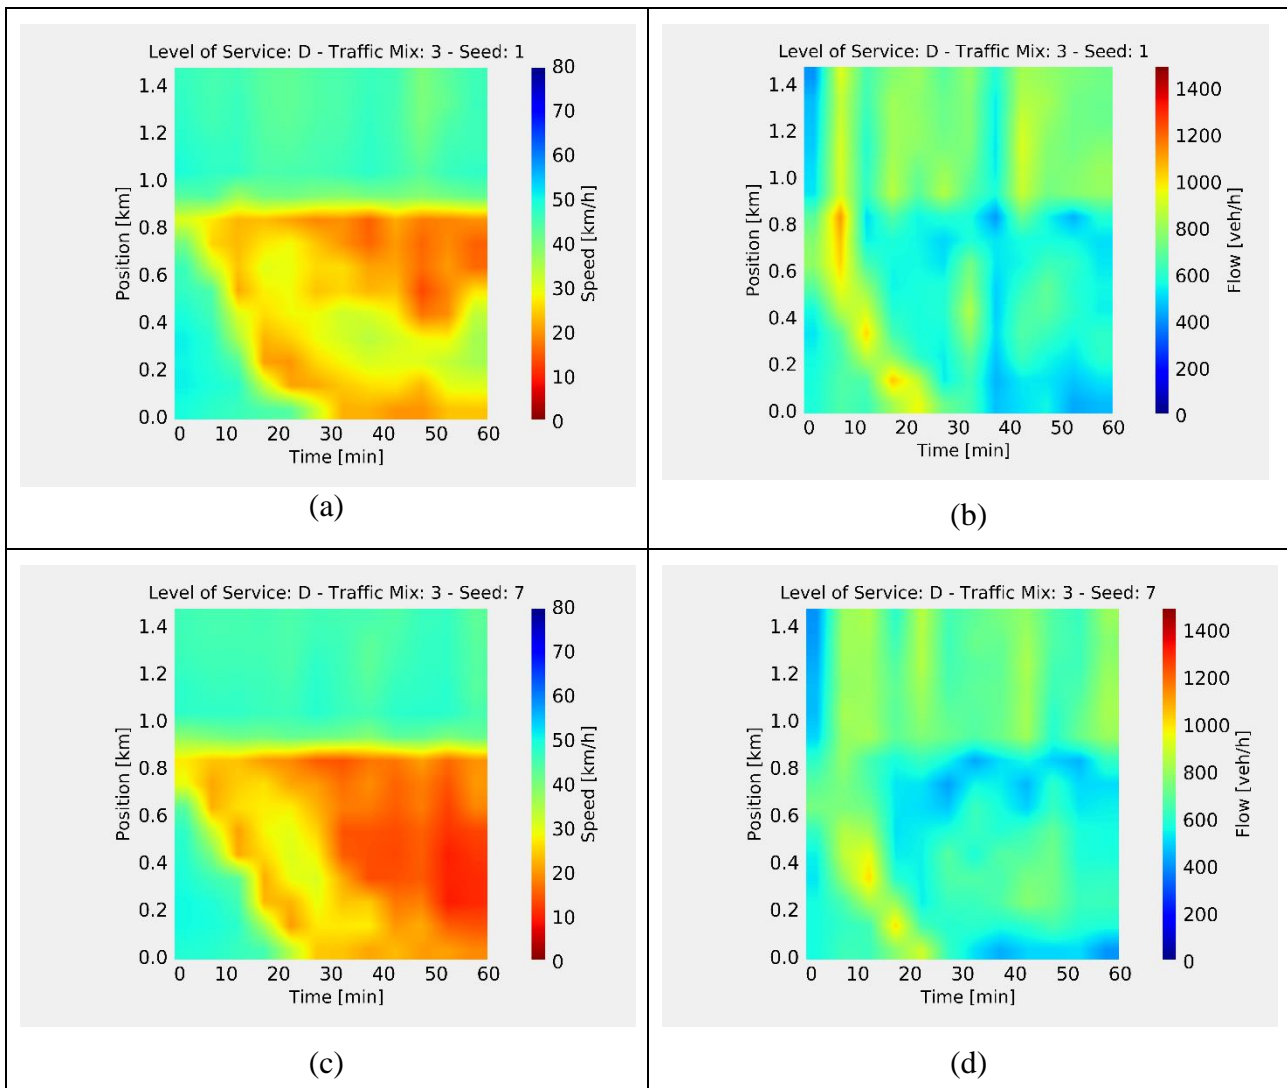 Level of Service: D - Traffic Mix: 3 - Seed: 1
1.4
1.2
1.0
0.8
0.6
0.4
0.2
0.0
Position [km]
0 10 20 30 40 50 60
Time [min]
80
70
60
50
40
30
20
10
0
Speed [km/h]
(a)
Level of Service: D - Traffic Mix: 3 - Seed: 1
1.4
1.2
1.0
0.8
0.6
0.4
0.2
0.0
Position [km]
0 10 20 30 40 50 60
Time [min]
1400
1200
1000
800
600
400
200
0
Flow [veh/h]
(b)
Level of Service: D - Traffic Mix: 3 - Seed: 7
1.4
1.2
1.0
0.8
0.6
0.4
0.2
0.0
Position [km]
0 10 20 30 40 50 60
Time [min]
80
70
60
50
40
30
20
10
0
Speed [km/h]
(c)
Level of Service: D - Traffic Mix: 3 - Seed: 7
1.4
1.2
1.0
0.8
0.6
0.4
0.2
0.0
Position [km]
0 10 20 30 40 50 60
Time [min]
1400
1200
1000
800
600
400
200
0
Flow [veh/h]
(d)